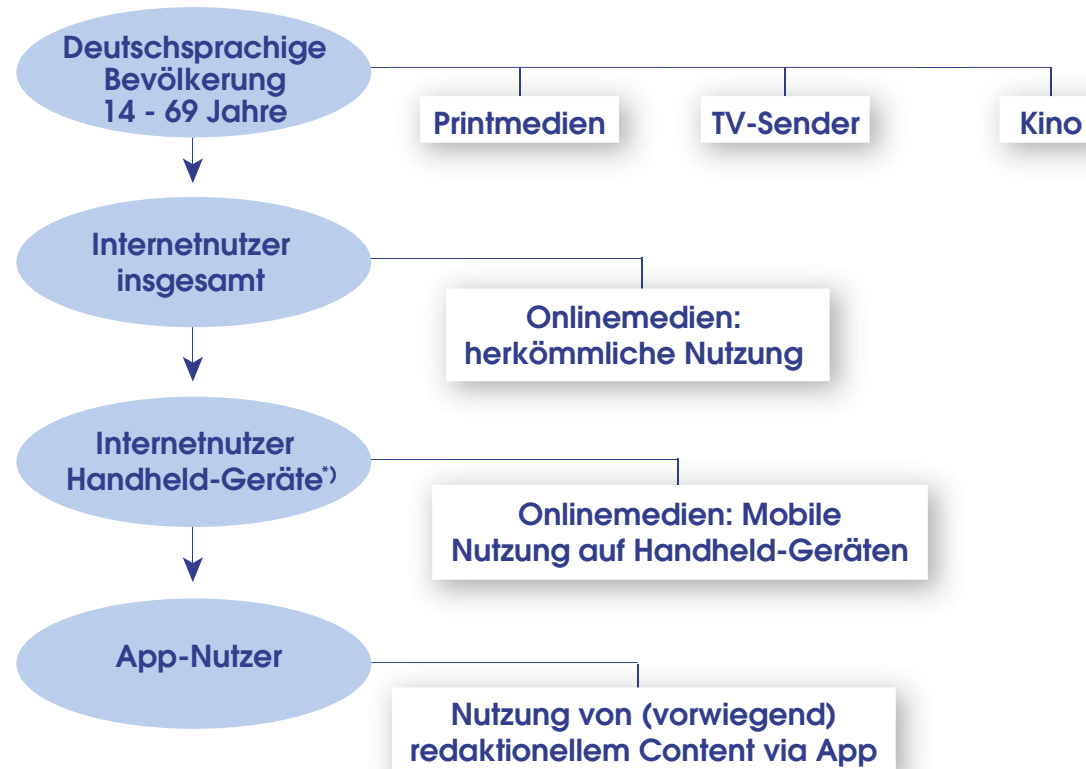 Deutschsprachige
Bevölkerung
14 - 69 Jahre
Printmedien
TV-Sender
Kino
Internetnutzer
insgesamt
Onlinemedien:
herkömmliche Nutzung
Internetnutzer
Handheld-Geräte*)
Onlinemedien: Mobile
Nutzung auf Handheld-Geräten
App-Nutzer
Nutzung von (vorwiegend)
redaktionellem Content via App